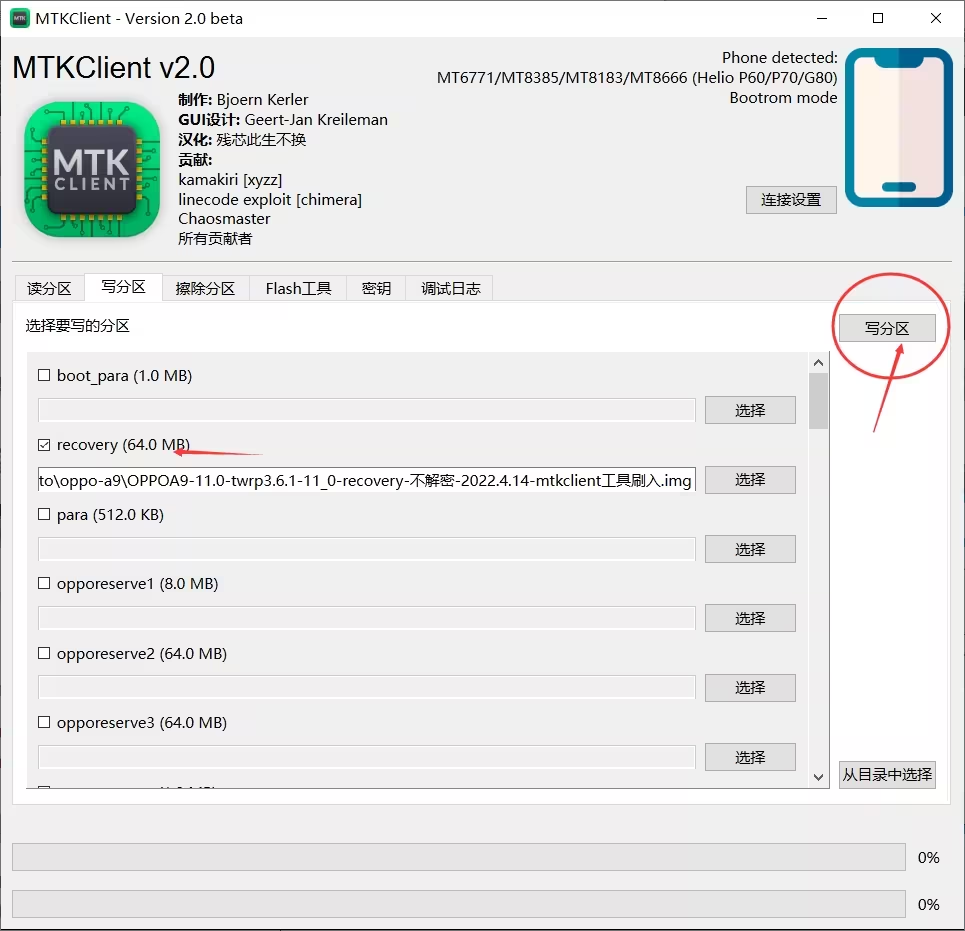 MTK
MTKClient - Version 2.0 beta
MTKClient v2.0
Phone detected:
MT6771/MT8385/MT8183/MT8666 (Helio P60/P70/G80)
Bootrom mode
MTK
CLIENT
制作: Bjoern Kerler
GUI设计: Geert-Jan Kreileman
汉化: 残芯此生不换
贡献:
kamakiri [xyzz]
linecode exploit [chimera]
Chaosmaster
所有贡献者
连接设置
读分区 写分区 擦除分区 Flash工具 密钥 调试日志
选择要写的分区
写分区
boot_para (1.0 MB)
选择
recovery (64.0 MB)
to\oppo-a9\OPPOA9-11.0-twrp3.6.1-11_0-recovery-不解密-2022.4.14-mtkclient工具刷入.img
选择
para (512.0 KB)
选择
opporeserve1 (8.0 MB)
选择
opporeserve2 (64.0 MB)
选择
opporeserve3 (64.0 MB)
选择
从目录中选择
0%
0%